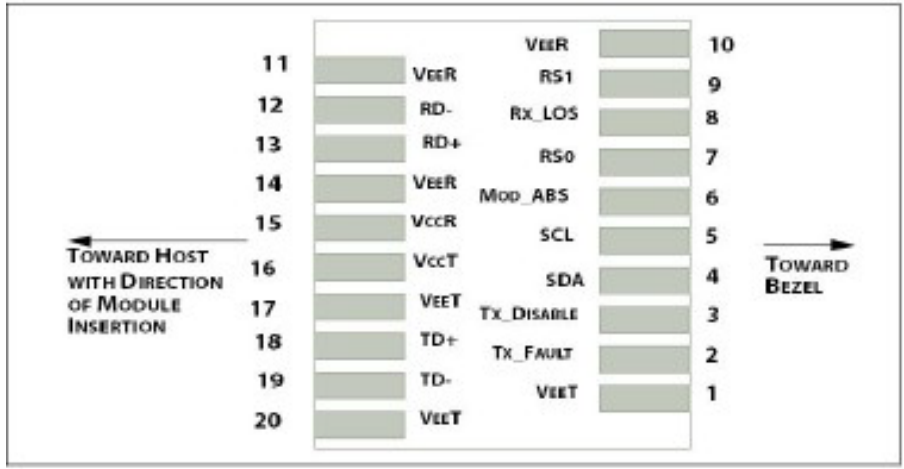 VEER 10
11 VEER
RS1 9
12 RD-
RX_LOS 8
13 RD+
RS0 7
14 VEER
MOD_ABS 6
15 VCCR
SCL 5
TOWARD HOST
WITH DIRECTION
OF MODULE
INSERTION
16 VCCT
TOWARD
BEZEL
SDA 4
17 VEET
TX_DISABLE 3
18 TD+
TX_FAULT 2
19 TD-
VEET 1
20 VEET